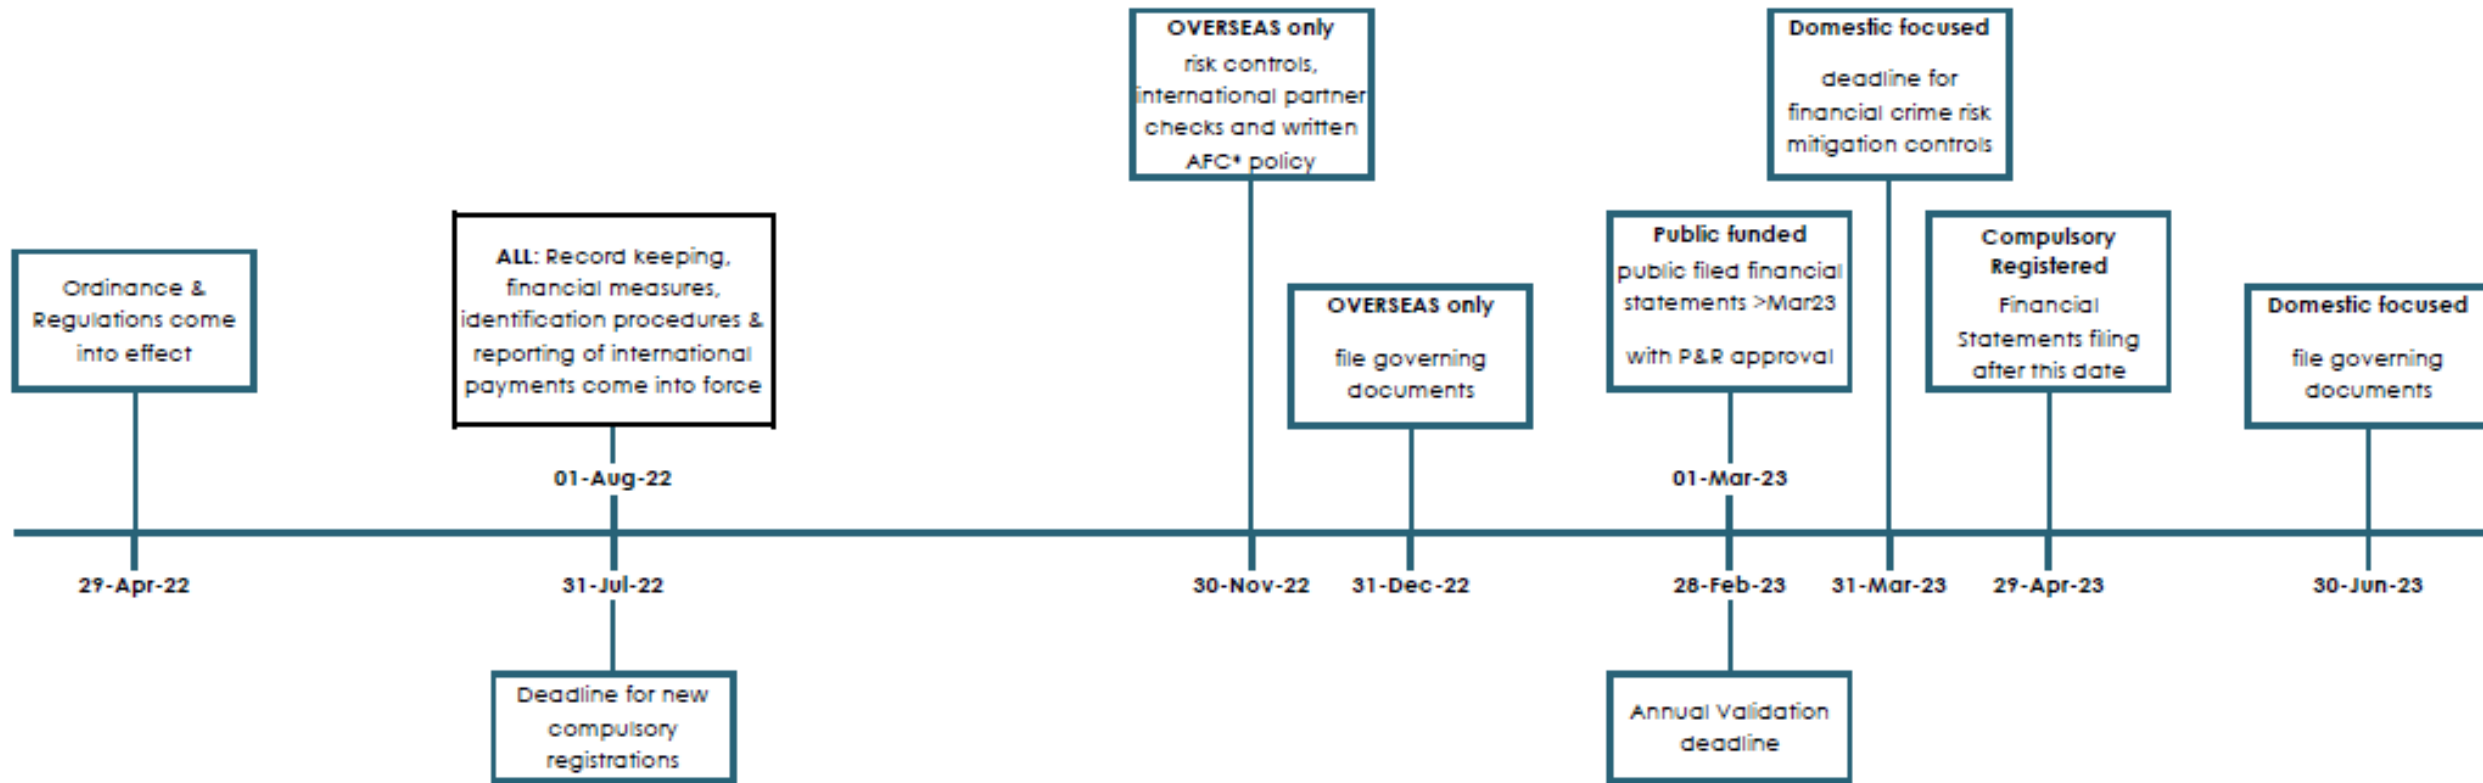 OVERSEAS only
risk controls,
international partner
checks and written
AFC* policy
Domestic focused
deadline for
financial crime risk
mitigation controls
Ordinance &
Regulations come
into effect
ALL: Record keeping,
financial measures,
identification procedures &
reporting of international
payments come into force
OVERSEAS only
file governing
documents
Public funded
public filed financial
statements >Mar23
with P&R approval
Compulsory
Registered
Financial
Statements filing
after this date
Domestic focused
file governing
documents
01-Aug-22
01-Mar-23
29-Apr-22
31-Jul-22
30-Nov-22
31-Dec-22
28-Feb-23
31-Mar-23
29-Apr-23
30-Jun-23
Deadline for new
compulsory
registrations
Annual Validation
deadline